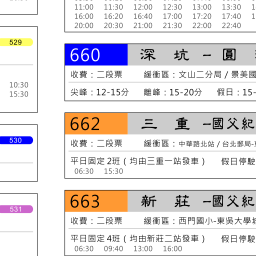 529
10:30
15:30
530
531
11:00 11:30 12:00 12:30 13:00 13:30
16:00 16:20 16:40 17:00 17:20 17:40
20:00 20:30 21:00 21:30 22:00 22:40
660 深坑－圓
收費：二段票 緩衝區：文山二分局/景美國
尖峰：12-15分 離峰：15-20分 假日：15-
662 三重－國父紀
收費：二段票 緩衝區：中華路北站/台北郵局-
平日固定2班（均由三重一站發車） 假日停駛
06:30 15:30
663 新莊－國父紀
收費：二段票 緩衝區：西門國小-東吳大學城
平日固定4班（均由新莊二站發車） 假日停駛
06:30 09:40 13:00 16:00